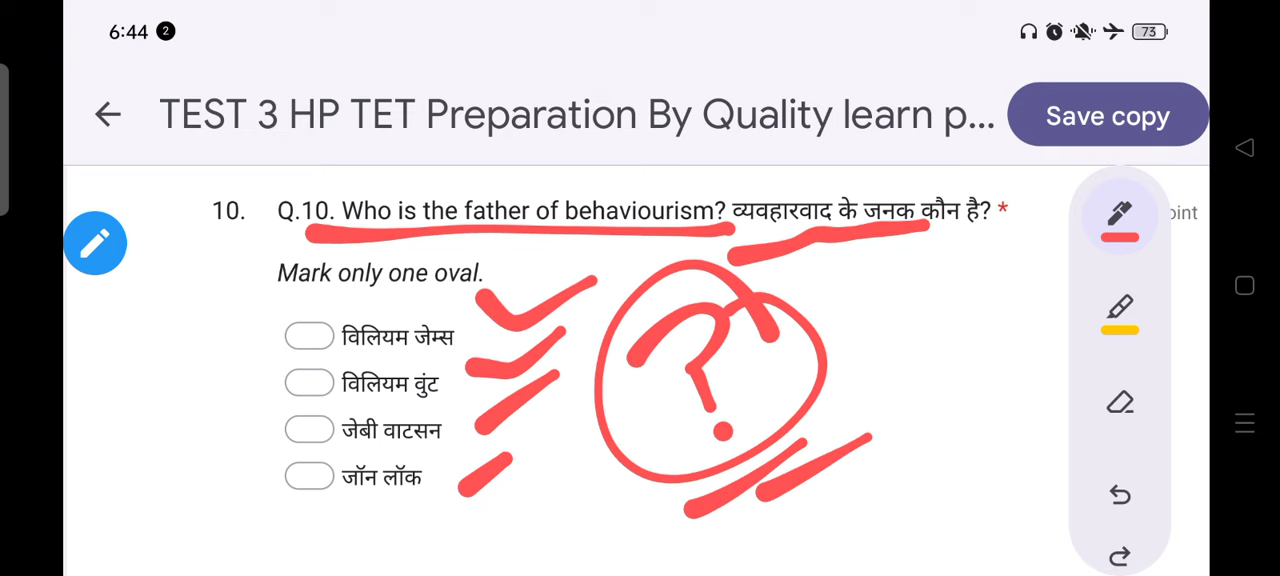 6:44 2 73
TEST 3 HP TET Preparation By Quality learn p... Save copy
10. Q.10. Who is the father of behaviourism? व्यवहारवाद के जनक कौन है? * oint
Mark only one oval.
विलियम जेम्स
विलियम वुंट
जेबी वाटसन
जॉन लॉक
?